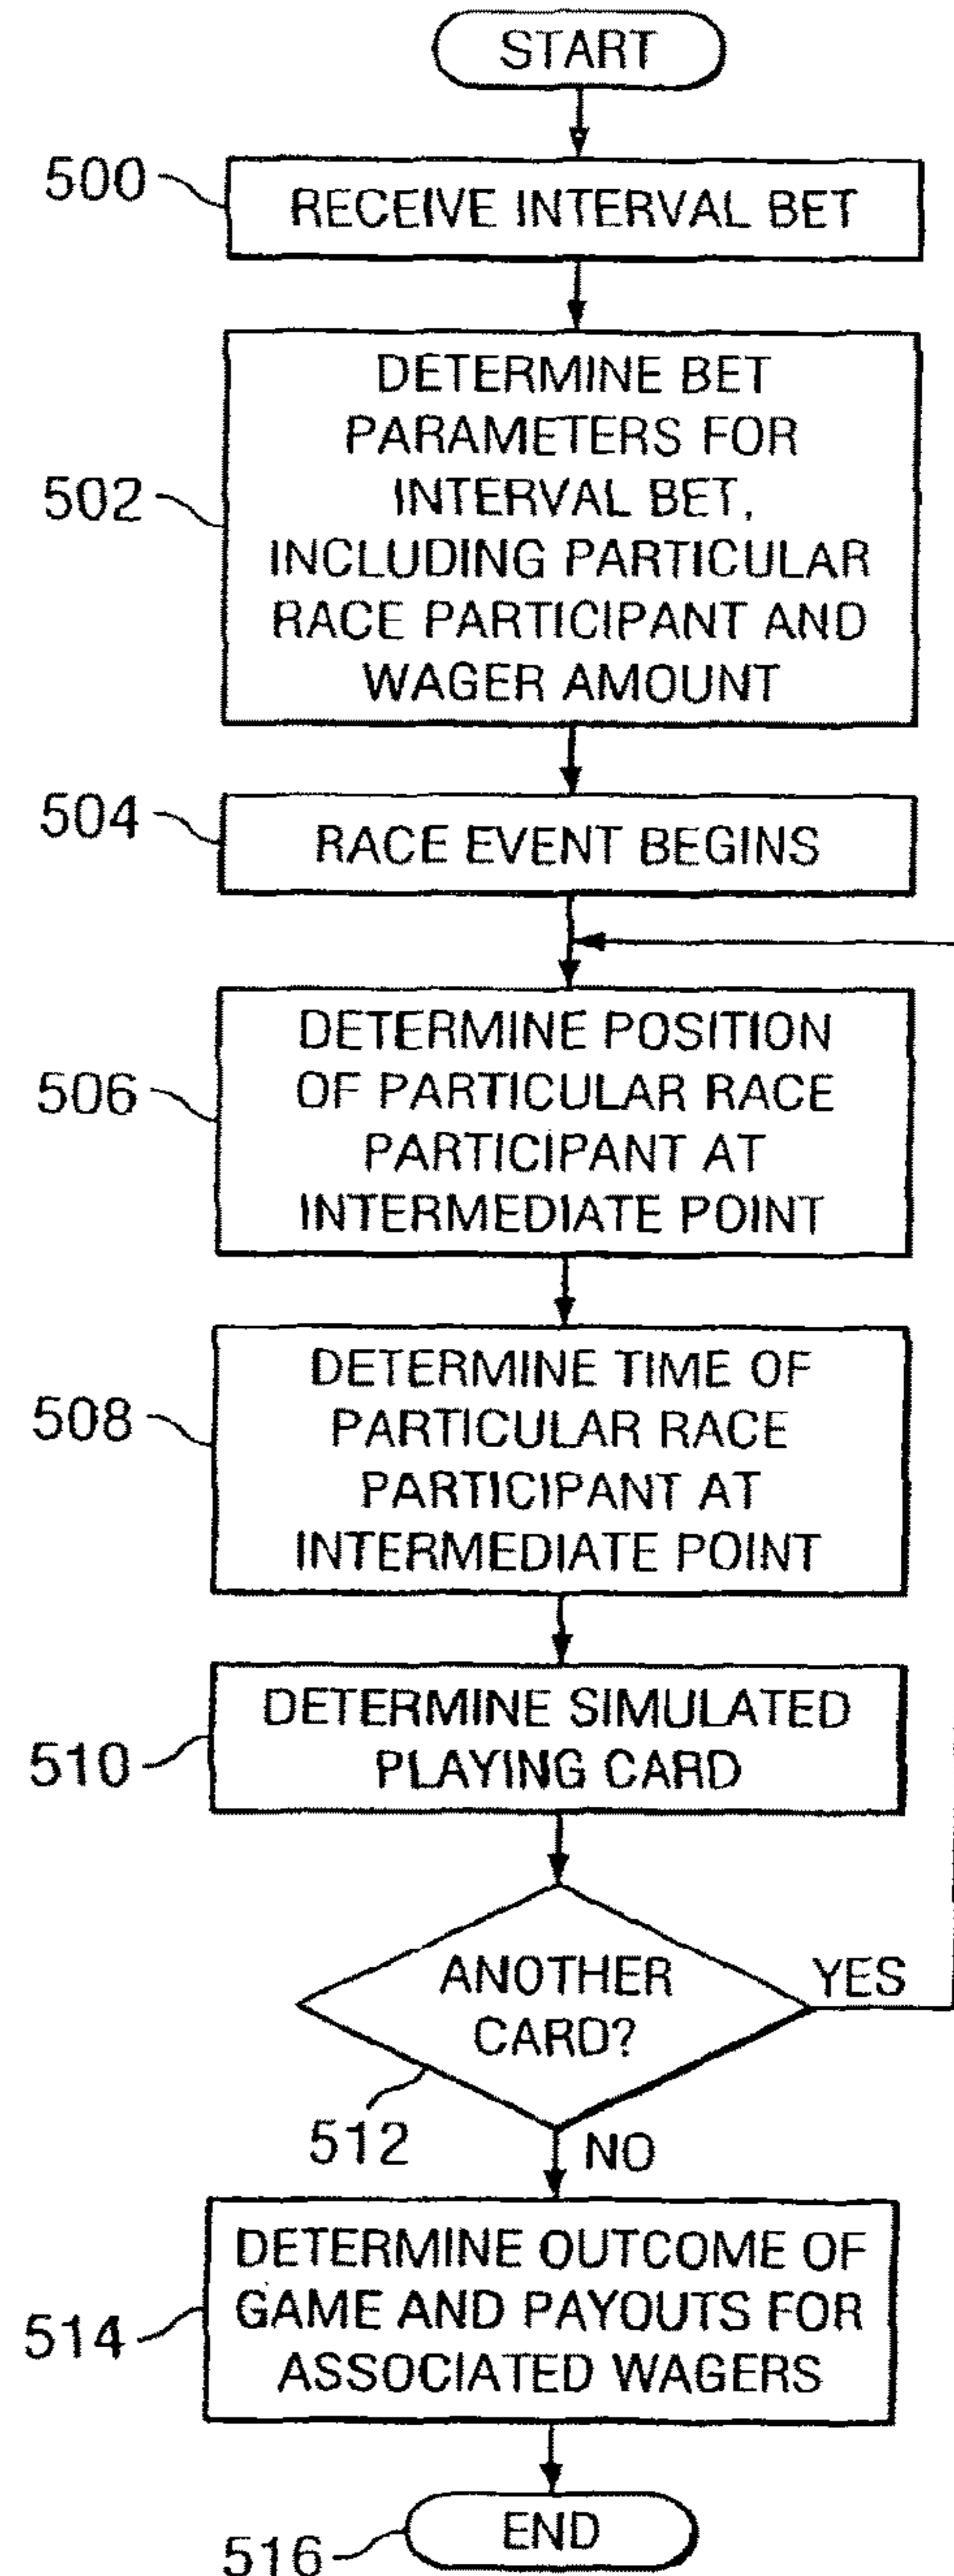 START
500
RECEIVE INTERVAL BET
502
DETERMINE BET
PARAMETERS FOR
INTERVAL BET,
INCLUDING PARTICULAR
RACE PARTICIPANT AND
WAGER AMOUNT
504
RACE EVENT BEGINS
506
DETERMINE POSITION
OF PARTICULAR RACE
PARTICIPANT AT
INTERMEDIATE POINT
508
DETERMINE TIME OF
PARTICULAR RACE
PARTICIPANT AT
INTERMEDIATE POINT
510
DETERMINE SIMULATED
PLAYING CARD
ANOTHER
CARD?
YES
512
NO
514
DETERMINE OUTCOME OF
GAME AND PAYOUTS FOR
ASSOCIATED WAGERS
516
END